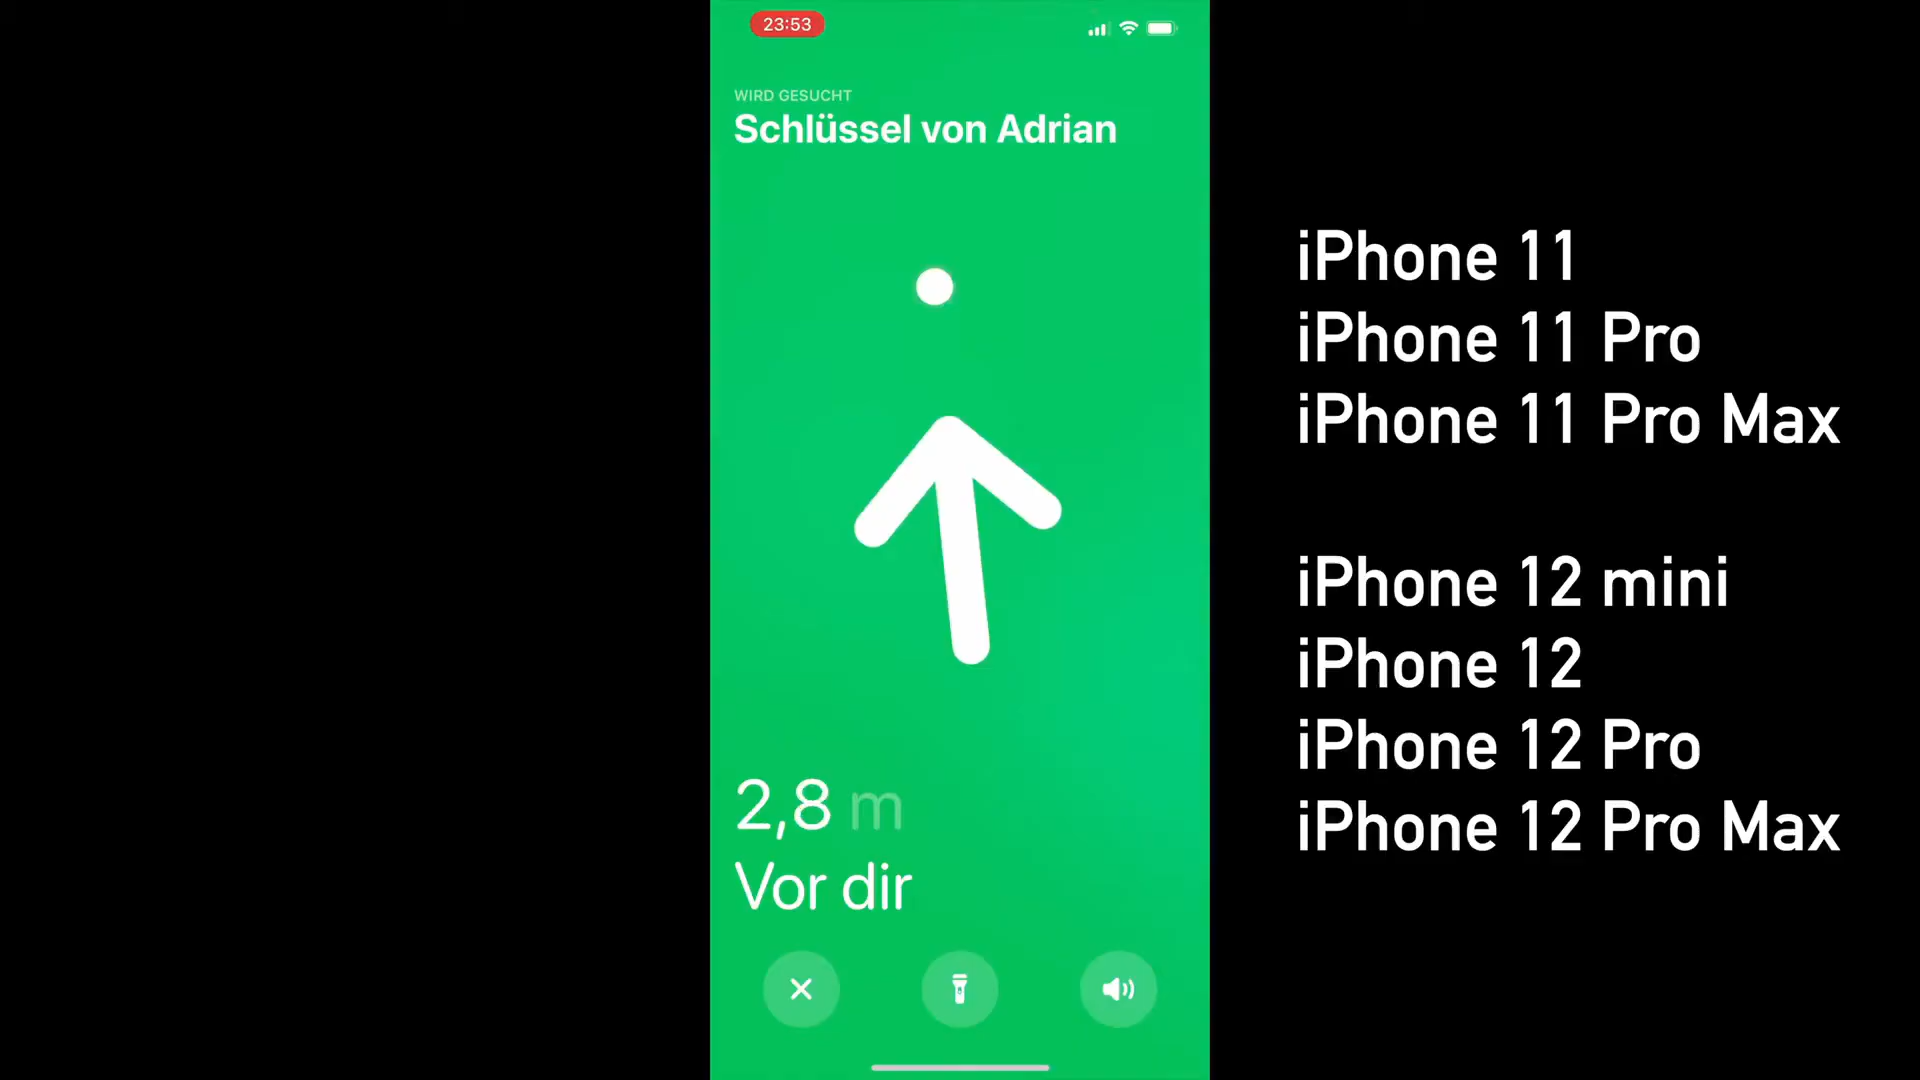 23:53
WIRD GESUCHT
Schlüssel von Adrian
2,8 m
Vor dir
iPhone 11
iPhone 11 Pro
iPhone 11 Pro Max
iPhone 12 mini
iPhone 12
iPhone 12 Pro
iPhone 12 Pro Max